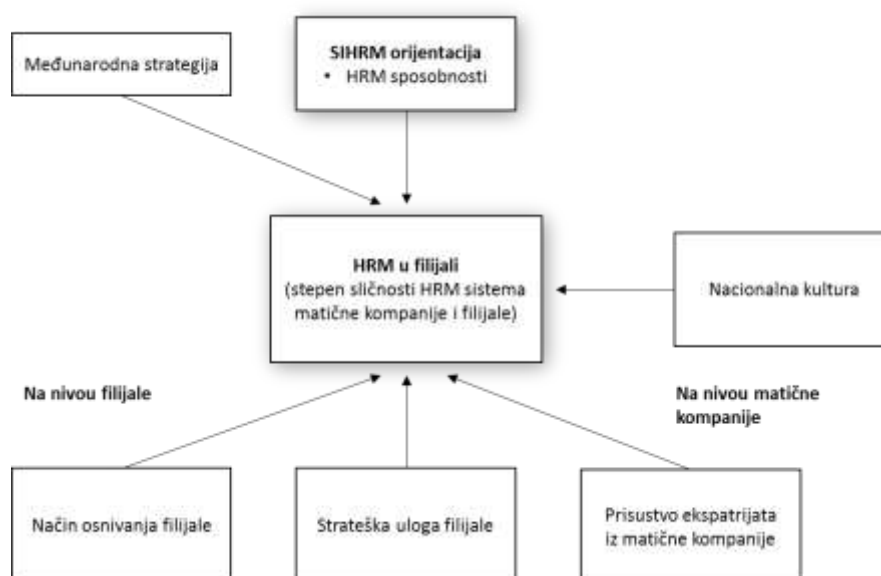 Međunarodna strategija
SIHRM orijentacija
• HRM sposobnosti
HRM u filijali
(stepen sličnosti HRM sistema
matične kompanije i filijale)
Nacionalna kultura
Na nivou filijale
Na nivou matične
kompanije
Način osnivanja filijale
Strateška uloga filijale
Prisustvo ekspatrijata
iz matične kompanije